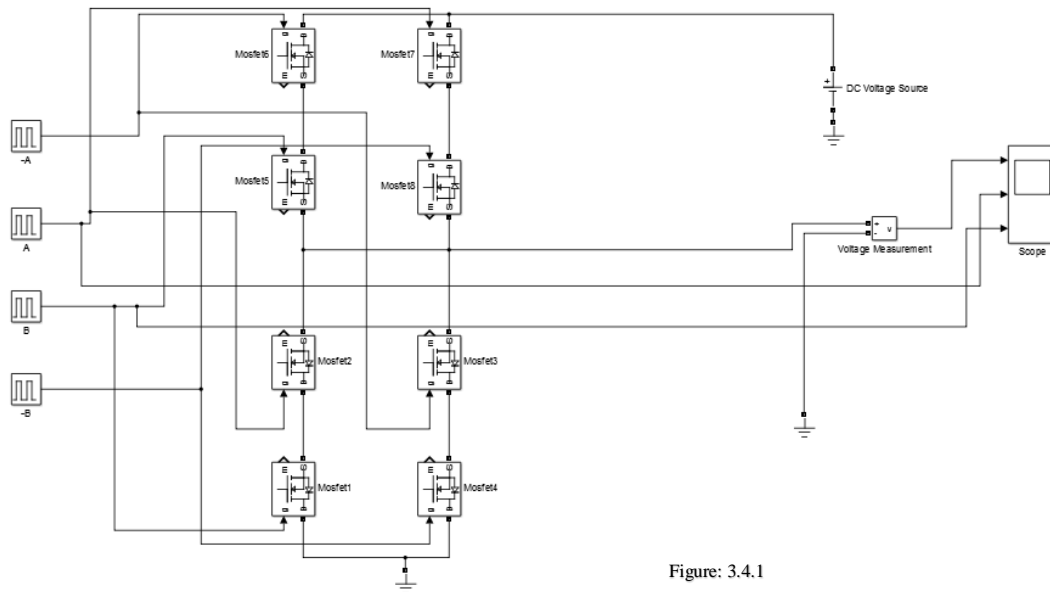 Mosfet6
Mosfet7
DC Voltage Source
-A
Mosfet5
Mosfet8
A
Voltage Measurement
Scope
B
Mosfet2
Mosfet3
-B
Mosfet1
Mosfet4
Figure: 3.4.1